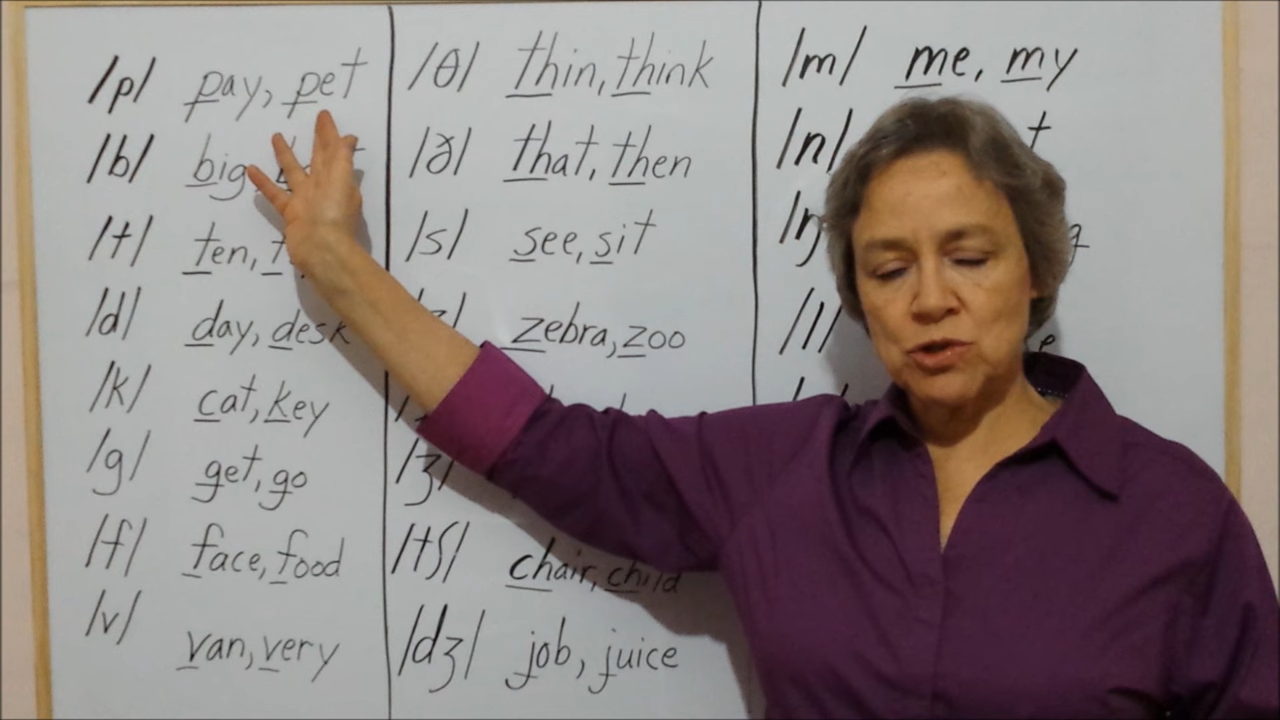 /p/ pay, pet
/b/ big,
/t/ ten,
/d/ day, desk
/k/ cat, key
/g/ get, go
/f/ face, food
/v/ van, very
/θ/ thin, think
/ð/ that, then
/s/ see, sit
zebra, zoo
/ʒ/
/tʃ/ chair, child
/dʒ/ job, juice
/m/ me, my
/n/
/ŋ
/l/